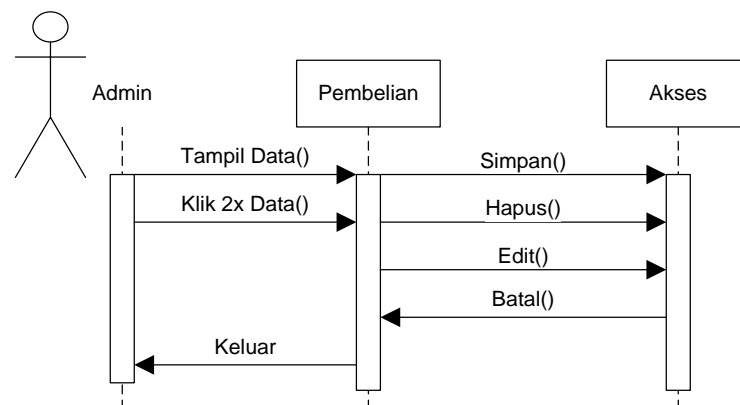 Admin
Pembelian
Akses
Tampil Data()
Simpan()
Klik 2x Data()
Hapus()
Edit()
Batal()
Keluar